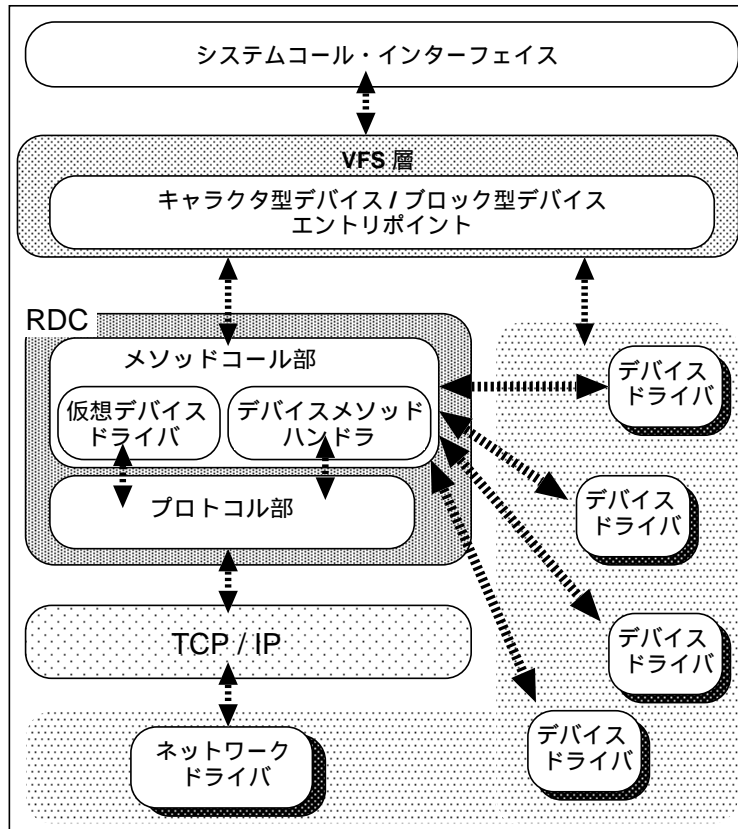 システムコール・インターフェイス
VFS 層
キャラクタ型デバイス / ブロック型デバイス
エントリポイント
RDC
メソッドコール部
仮想デバイス
ドライバ
デバイスメソッド
ハンドラ
プロトコル部
TCP / IP
ネットワーク
ドライバ
デバイス
ドライバ
デバイス
ドライバ
デバイス
ドライバ
デバイス
ドライバ